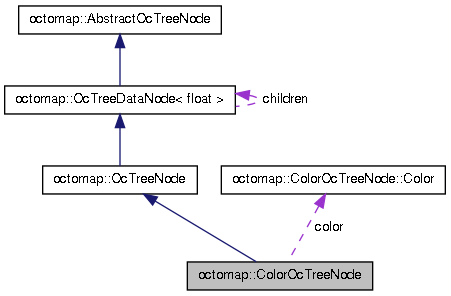 octomap::AbstractOcTreeNode
octomap::OcTreeDataNode< float >
children
octomap::OcTreeNode
octomap::ColorOcTreeNode::Color
color
octomap::ColorOcTreeNode